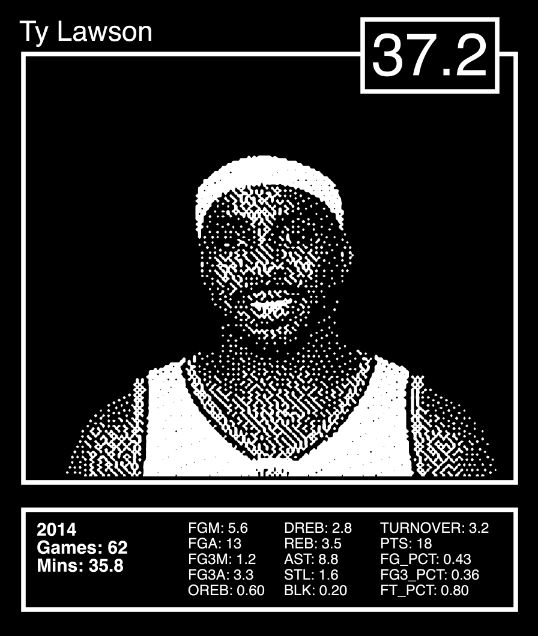 Ty Lawson
37.2
2014
Games: 62
Mins: 35.8
FGM: 5.6
FGA: 13
FG3M: 1.2
FG3A: 3.3
OREB: 0.60
DREB: 2.8
REB: 3.5
AST: 8.8
STL: 1.6
BLK: 0.20
TURNOVER: 3.2
PTS: 18
FG_PCT: 0.43
FG3_PCT: 0.36
FT_PCT: 0.80